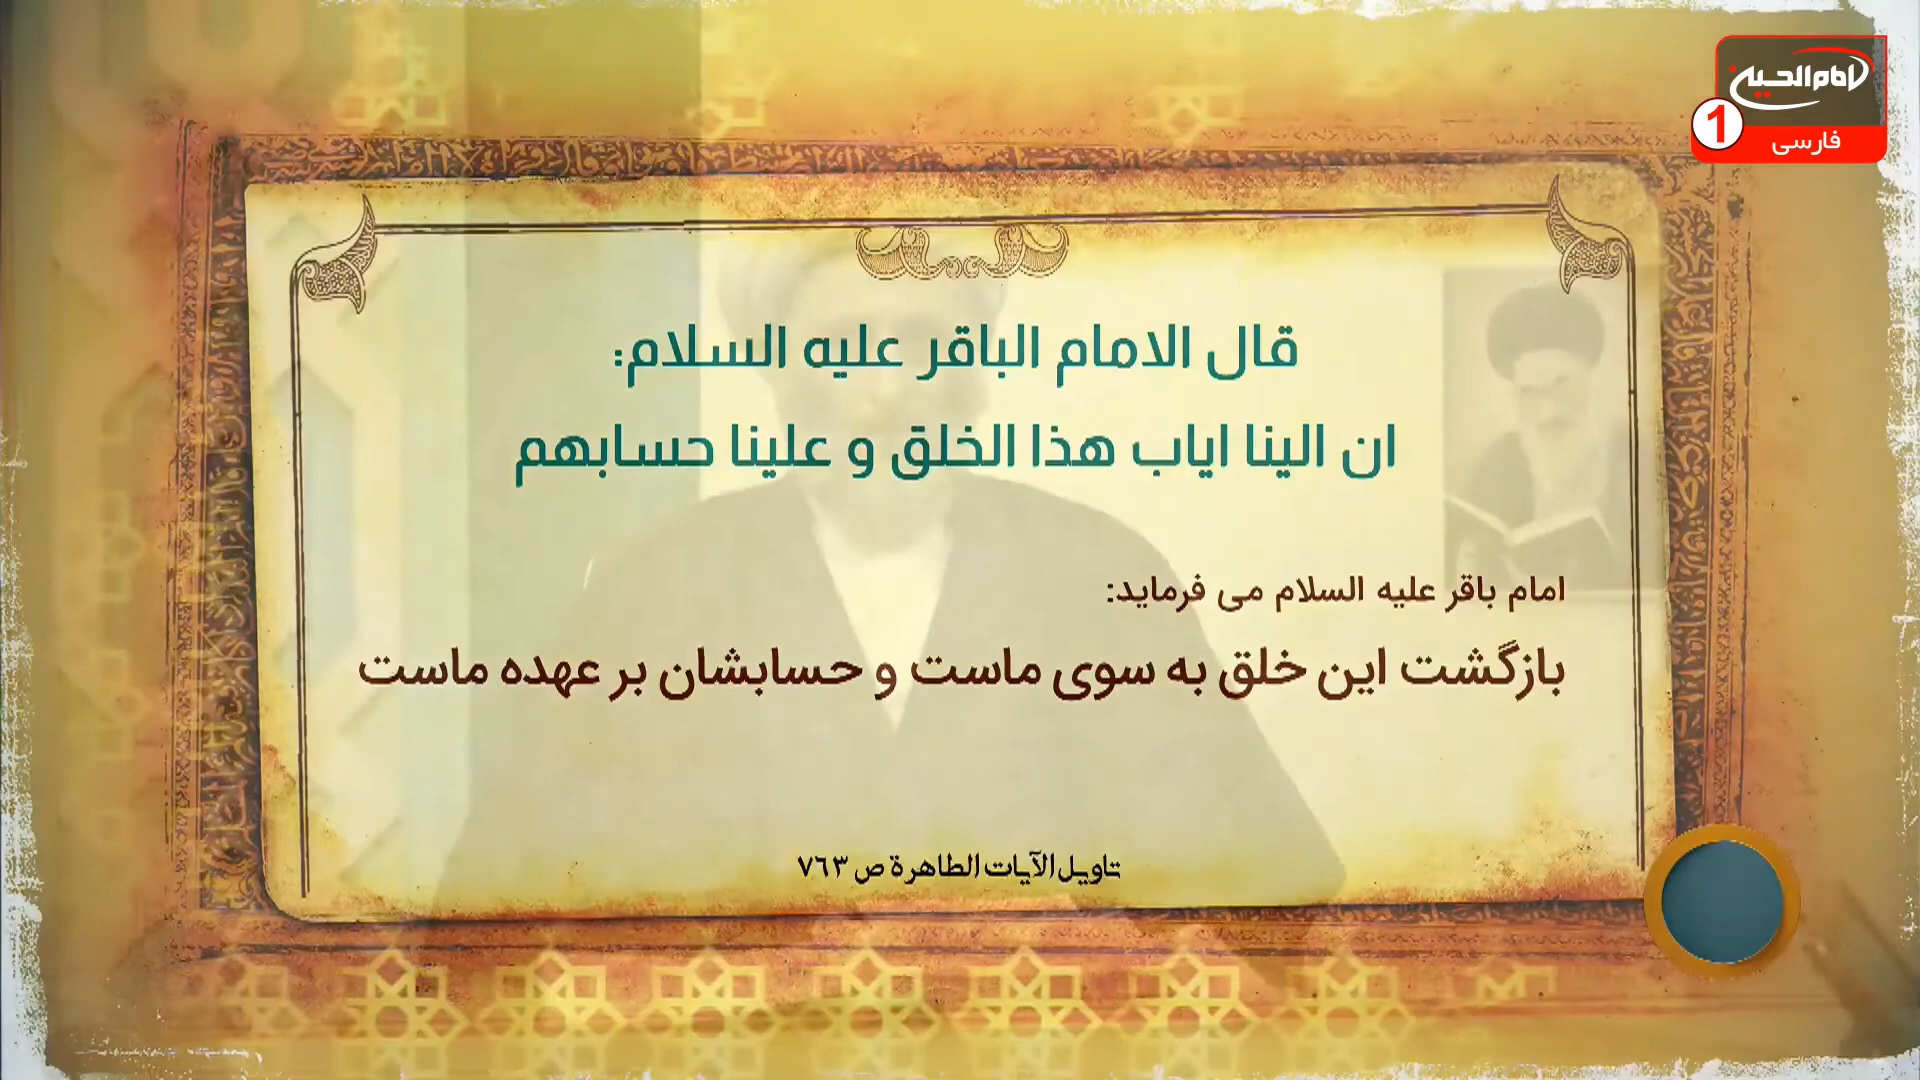 امام الحسین
1
فارسی
قال الامام الباقر علیه السلام:
ان الینا ایاب هذا الخلق و علینا حسابهم
امام باقر علیه السلام می فرماید:
بازگشت این خلق به سوی ماست و حسابشان بر عهده ماست
تاویل الآیات الطاهرة ص ۷۶۳